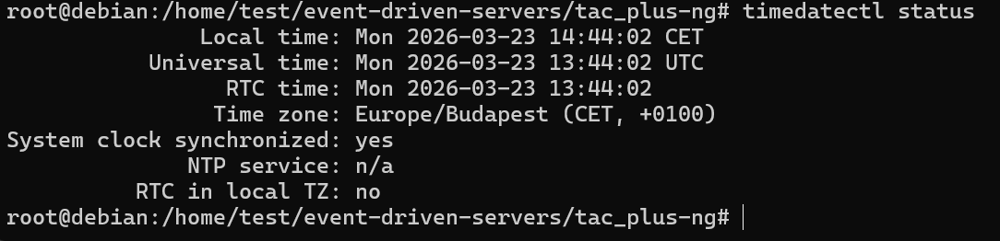 root@debian:/home/test/event-driven-servers/tac_plus-ng# timedatectl status
Local time: Mon 2026-03-23 14:44:02 CET
Universal time: Mon 2026-03-23 13:44:02 UTC
RTC time: Mon 2026-03-23 13:44:02
Time zone: Europe/Budapest (CET, +0100)
System clock synchronized: yes
NTP service: n/a
RTC in local TZ: no
root@debian:/home/test/event-driven-servers/tac_plus-ng#